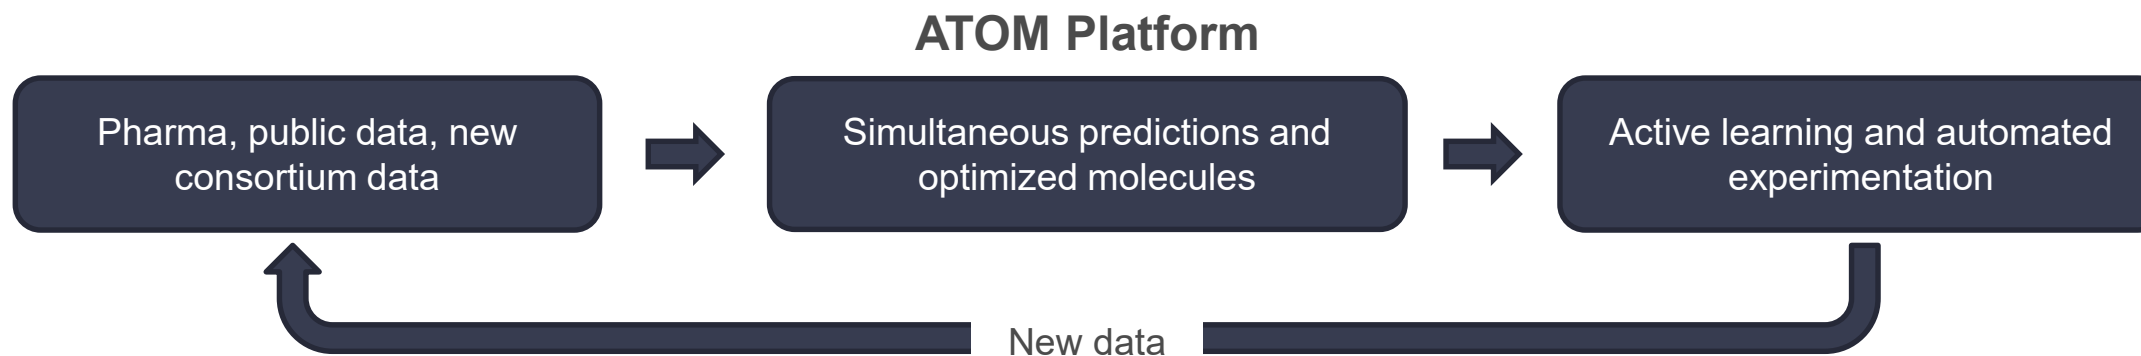 ATOM Platform
Pharma, public data, new
consortium data
Simultaneous predictions and
optimized molecules
Active learning and automated
experimentation
New data